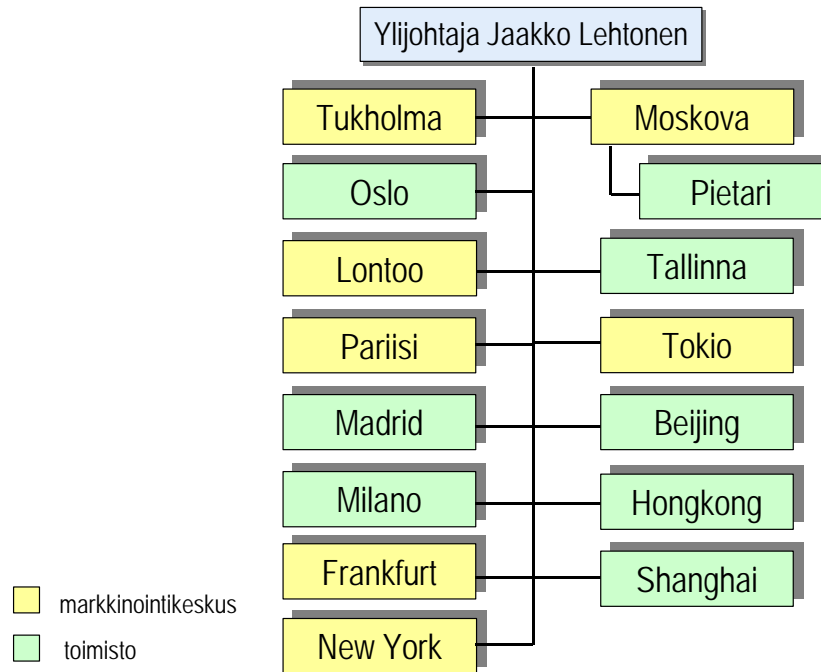 Ylijohtaja Jaakko Lehtonen
Tukholma
Moskova
Oslo
Pietari
Lontoo
Tallinna
Pariisi
Tokio
Madrid
Beijing
Milano
Hongkong
Frankfurt
Shanghai
New York
markkinointikeskus
toimisto